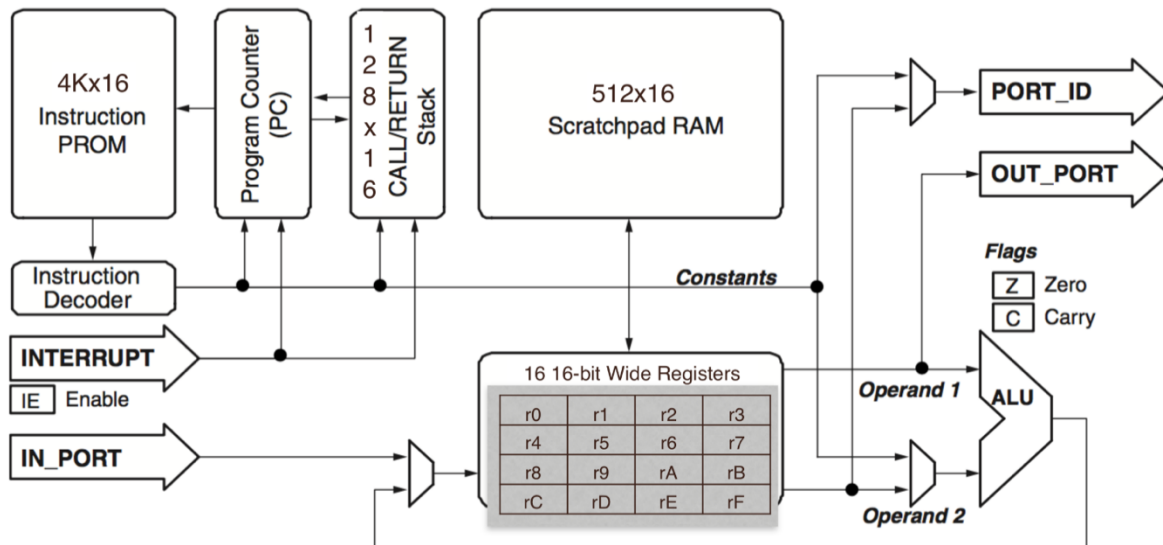 4Kx16
Instruction
PROM
Program Counter
(PC)
1
2
8
x
1
6
CALL/RETURN
Stack
512x16
Scratchpad RAM
PORT_ID
OUT_PORT
Instruction
Decoder
Constants
Flags
Z Zero
C Carry
INTERRUPT
IE Enable
16 16-bit Wide Registers
r0 r1 r2 r3
r4 r5 r6 r7
r8 r9 rA rB
rC rD rE rF
Operand 1
ALU
IN_PORT
Operand 2